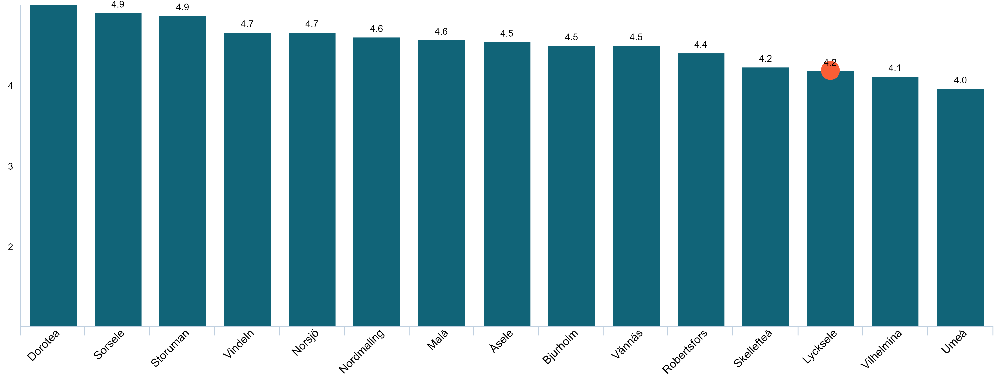 4.9
4.9
4.7
4.7
4.6
4.6
4.5
4.5
4.5
4.4
4.2
4.2
4.1
4.0
4
3
2
Dorotea
Sorsele
Storuman
Vindeln
Norsjö
Nordmaling
Malå
Åsele
Bjurholm
Vännäs
Robertsfors
Skellefteå
Lycksele
Vilhelmina
Umeå